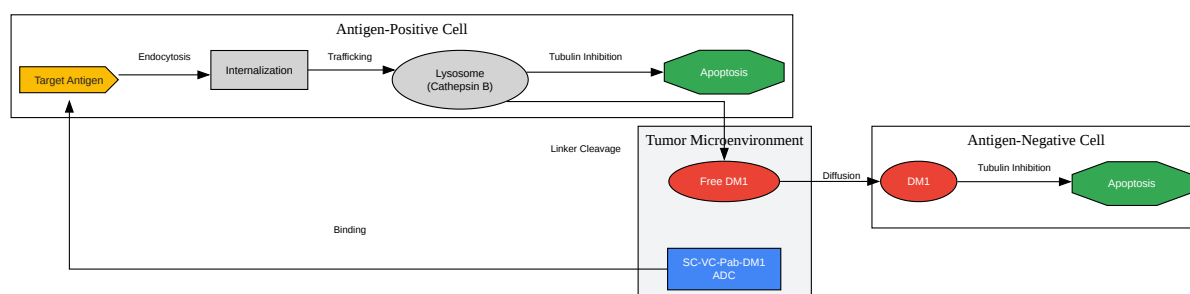 Antigen-Positive Cell
Endocytosis
Trafficking
Tubulin Inhibition
Target Antigen
Internalization
Lysosome
(Cathepsin B)
Apoptosis
Linker Cleavage
Tumor Microenvironment
Free DM1
Diffusion
Antigen-Negative Cell
DM1
Tubulin Inhibition
Apoptosis
Binding
SC-VC-Pab-DM1
ADC